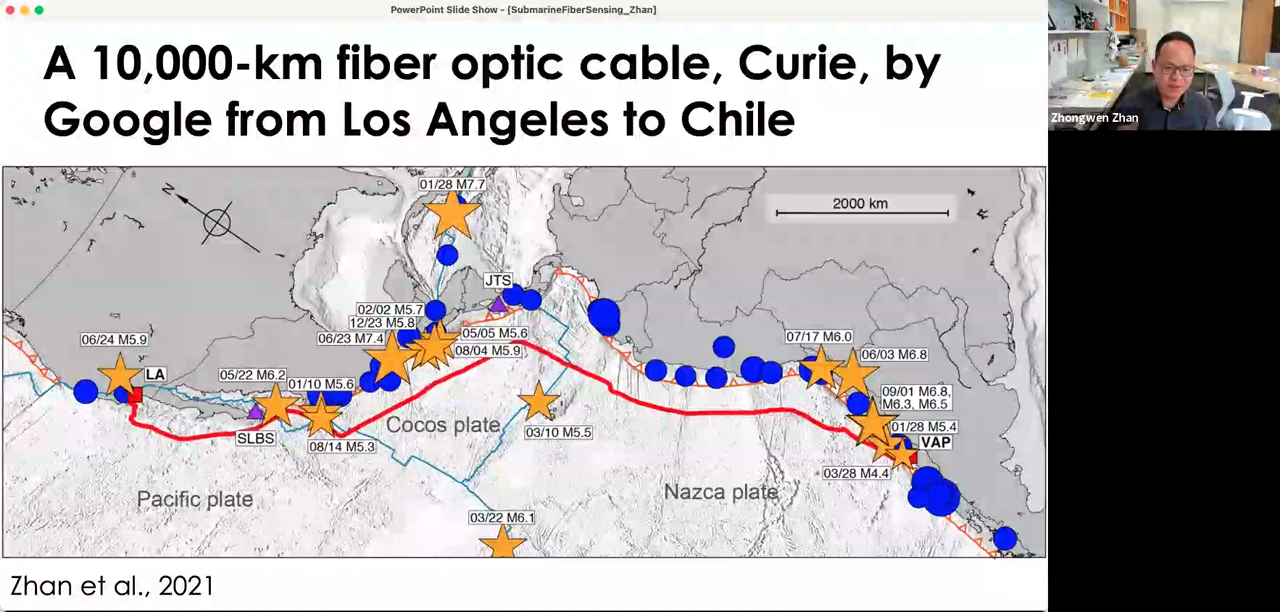 PowerPoint Slide Show - [SubmarineFiberSensing_Zhan]
A 10,000-km fiber optic cable, Curie, by
Google from Los Angeles to Chile
Zhongwen Zhan
01/28 M7.7
N
2000 km
JTS
02/02 M5.7
12/23 M5.8
06/23 M7.4
05/05 M5.6
08/04 M5.9
06/24 M5.9
LA
05/22 M6.2
01/10 M5.6
07/17 M6.0
06/03 M6.8
09/01 M6.8,
M6.3, M6.5
01/28 M5.4
VAP
SLBS
08/14 M5.3
Cocos plate
03/10 M5.5
03/28 M4.4
Pacific plate
Nazca plate
03/22 M6.1
Zhan et al., 2021